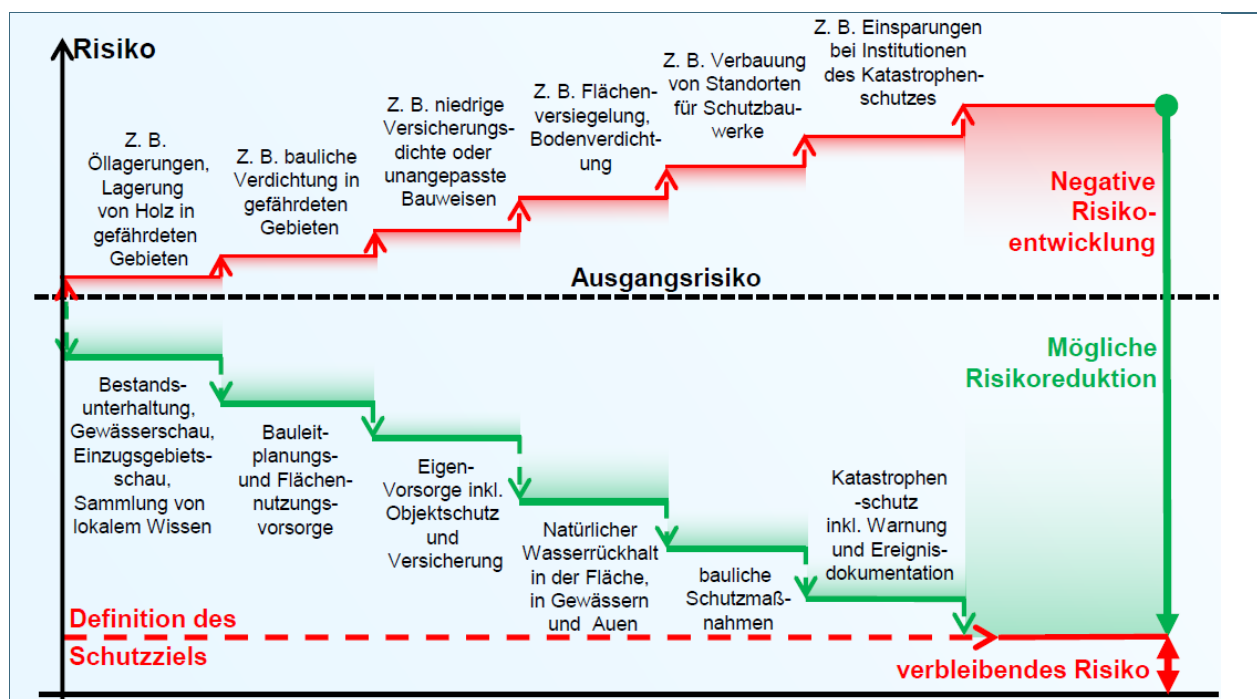 Risiko
Z. B.
Öllagerungen,
Lagerung
von Holz in
gefährdeten
Gebieten
Z. B. bauliche
Verdichtung in
gefährdeten
Gebieten
Z. B. niedrige
Versicherungs-
dichte oder
unangepasste
Bauweisen
Z. B. Flächen-
versiegelung,
Bodenverdicht-
ung
Z. B. Verbauung
von Standorten
für Schutzbau-
werke
Z. B. Einsparungen
bei Institutionen
des Katastrophen-
schutzes
Negative
Risiko-
entwicklung
Ausgangsrisiko
Mögliche
Risikoreduktion
Bestands-
unterhaltung,
Gewässerschau,
Einzugsgebiets-
schau,
Sammlung von
lokalem Wissen
Bauleit-
planungs-
und Flächen-
nutzungs-
vorsorge
Eigen-
Vorsorge inkl.
Objektschutz
und
Versicherung
Natürlicher
Wasserrückhalt
in der Fläche,
in Gewässern
und Auen
bauliche
Schutzmaß-
nahmen
Katastrophen
-schutz
inkl. Warnung
und Ereignis-
dokumentation
Definition des
Schutzziels
verbleibendes Risiko